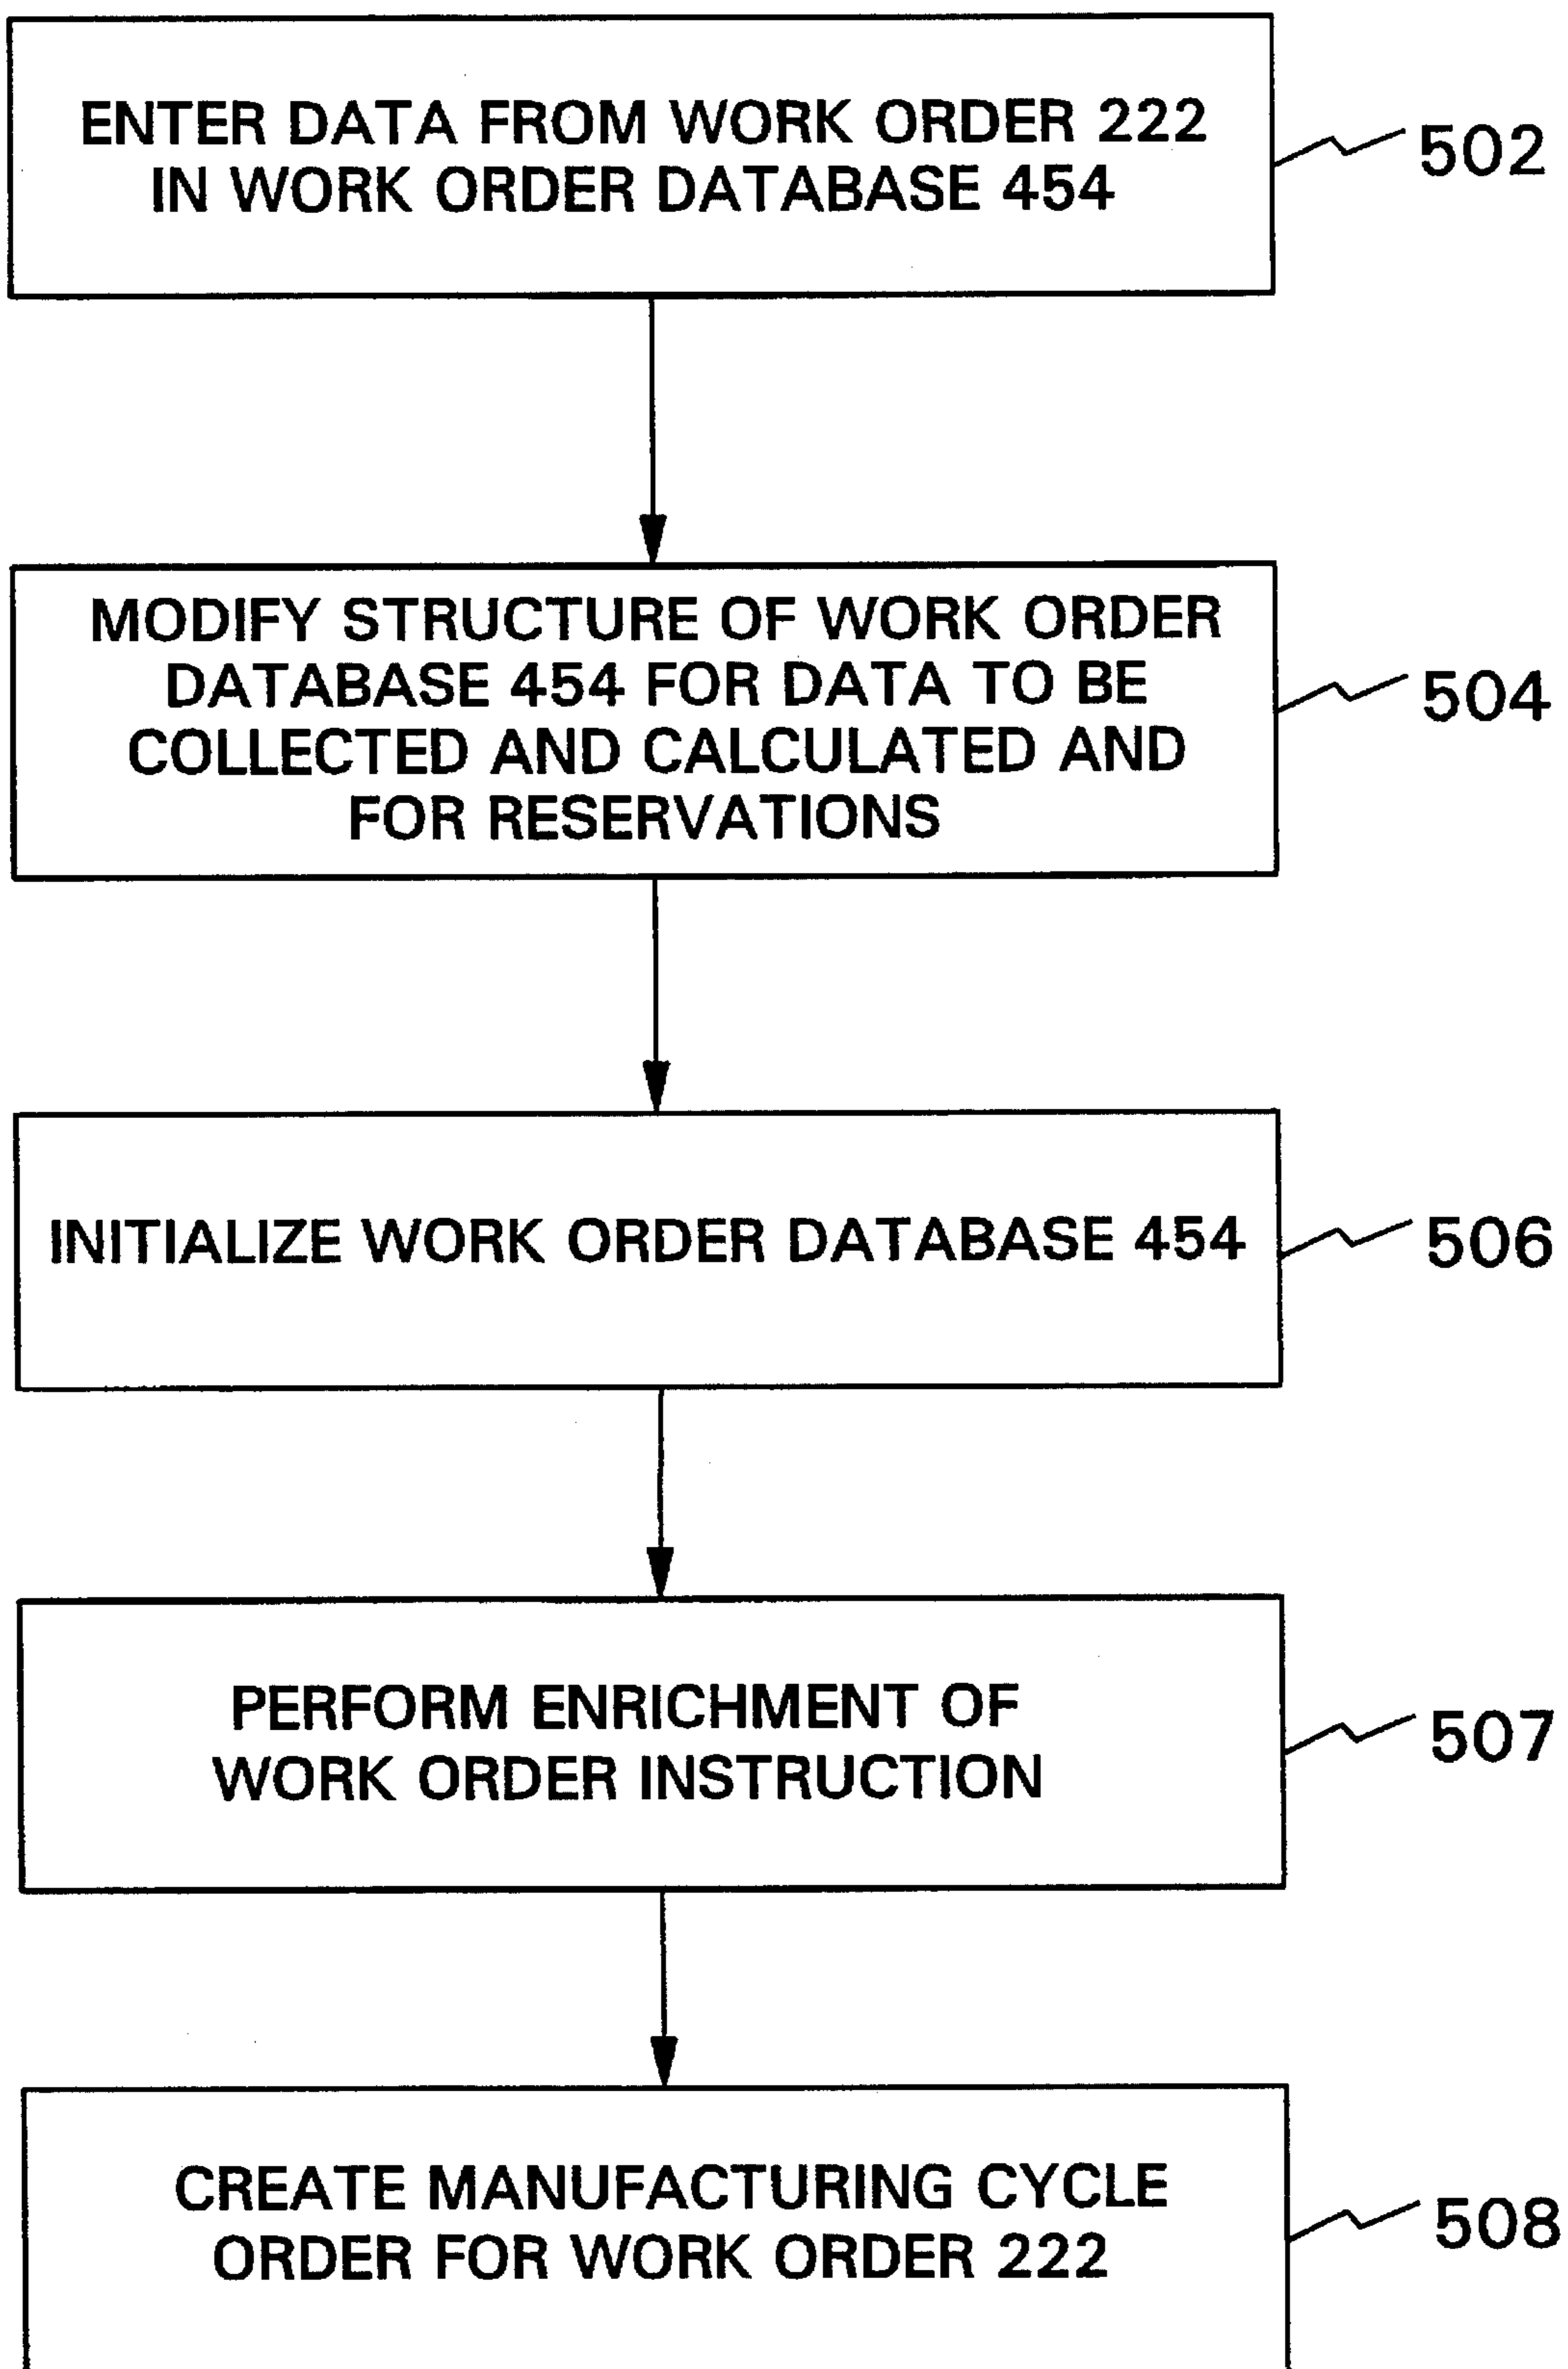 ENTER DATA FROM WORK ORDER 222
IN WORK ORDER DATABASE 454
502
MODIFY STRUCTURE OF WORK ORDER
DATABASE 454 FOR DATA TO BE
COLLECTED AND CALCULATED AND
FOR RESERVATIONS
504
INITIALIZE WORK ORDER DATABASE 454
506
PERFORM ENRICHMENT OF
WORK ORDER INSTRUCTION
507
CREATE MANUFACTURING CYCLE
ORDER FOR WORK ORDER 222
508